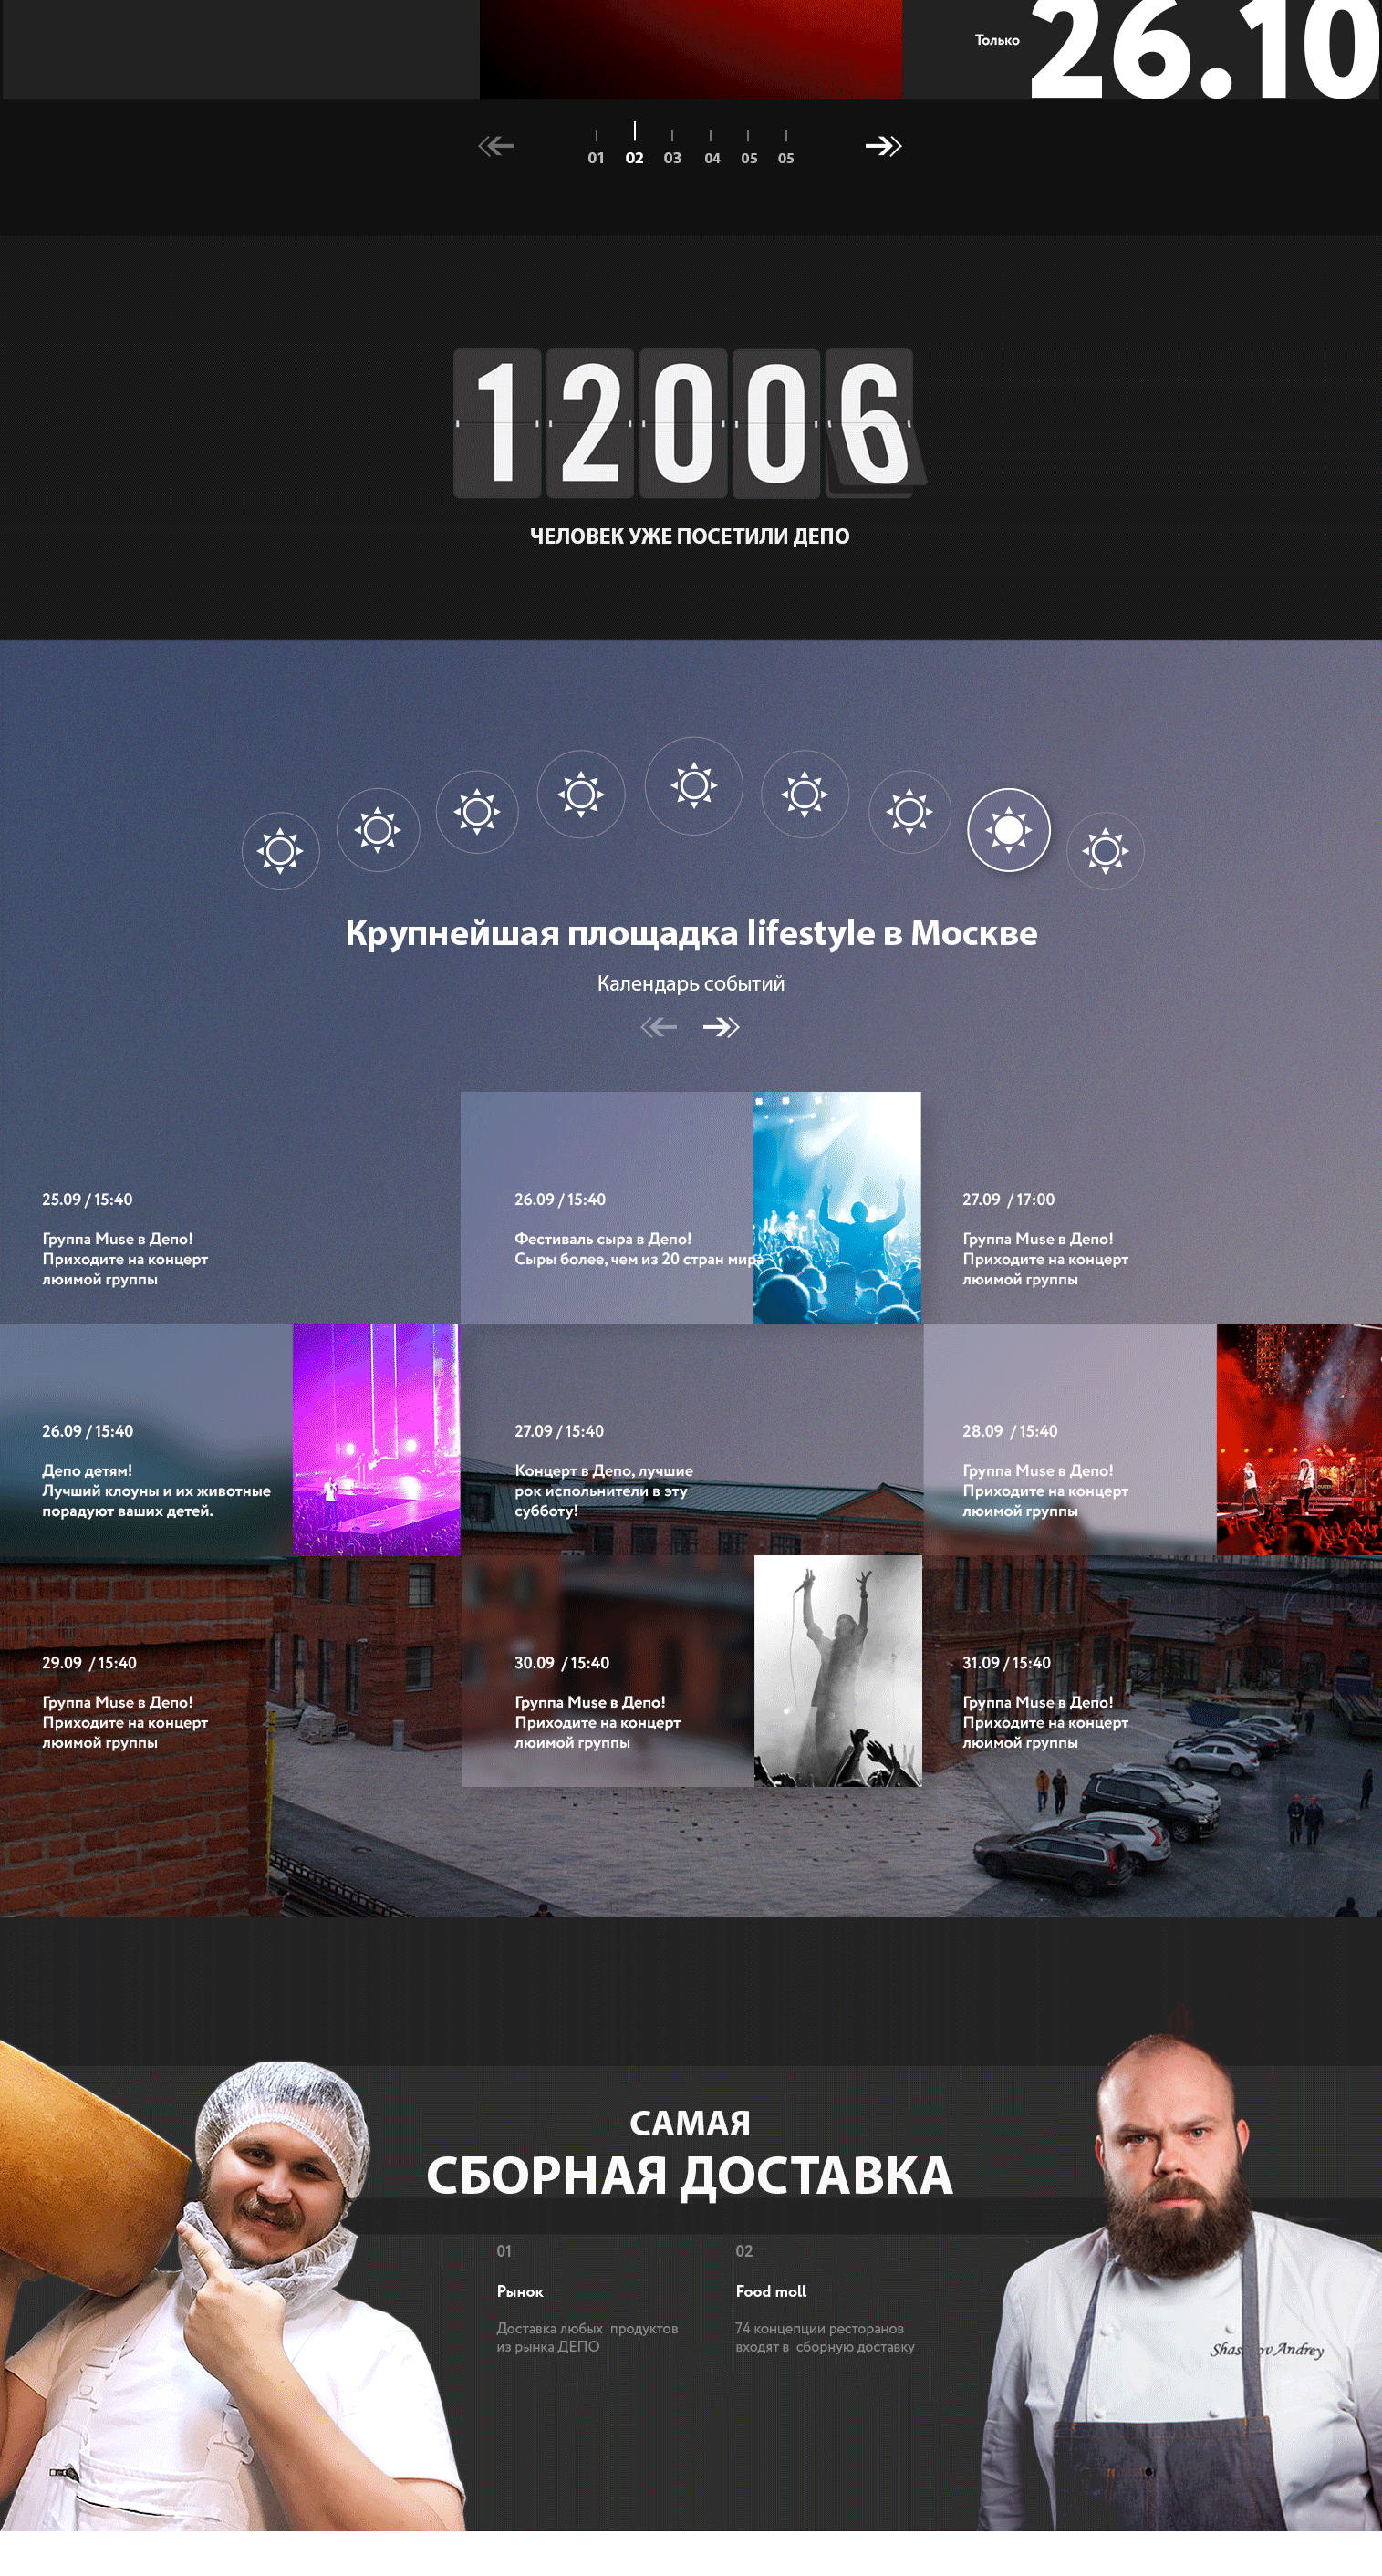 Только
26.10
01 02 03 04 05 05
12006
ЧЕЛОВЕК УЖЕ ПОСЕТИЛИ ДЕПО
Крупнейшая площадка lifestyle в Москве
Календарь событий
25.09 / 15:40
Группа Muse в Депо!
Приходите на концерт
люимой группы
26.09 / 15:40
Фестиваль сыра в Депо!
Сыры более, чем из 20 стран мира
27.09 / 17:00
Группа Muse в Депо!
Приходите на концерт
люимой группы
26.09 / 15:40
Депо детям!
Лучший клоуны и их животные
порадуют ваших детей.
27.09 / 15:40
Концерт в Депо, лучшие
рок испольнители в эту
субботу!
28.09 / 15:40
Группа Muse в Депо!
Приходите на концерт
люимой группы
29.09 / 15:40
Группа Muse в Депо!
Приходите на концерт
люимой группы
30.09 / 15:40
Группа Muse в Депо!
Приходите на концерт
люимой группы
31.09 / 15:40
Группа Muse в Депо!
Приходите на концерт
люимой группы
САМАЯ
СБОРНАЯ ДОСТАВКА
01
Рынок
Доставка любых продуктов
из рынка ДЕПО
02
Food moll
74 концепции ресторанов
входят в сборную доставку
Andrey